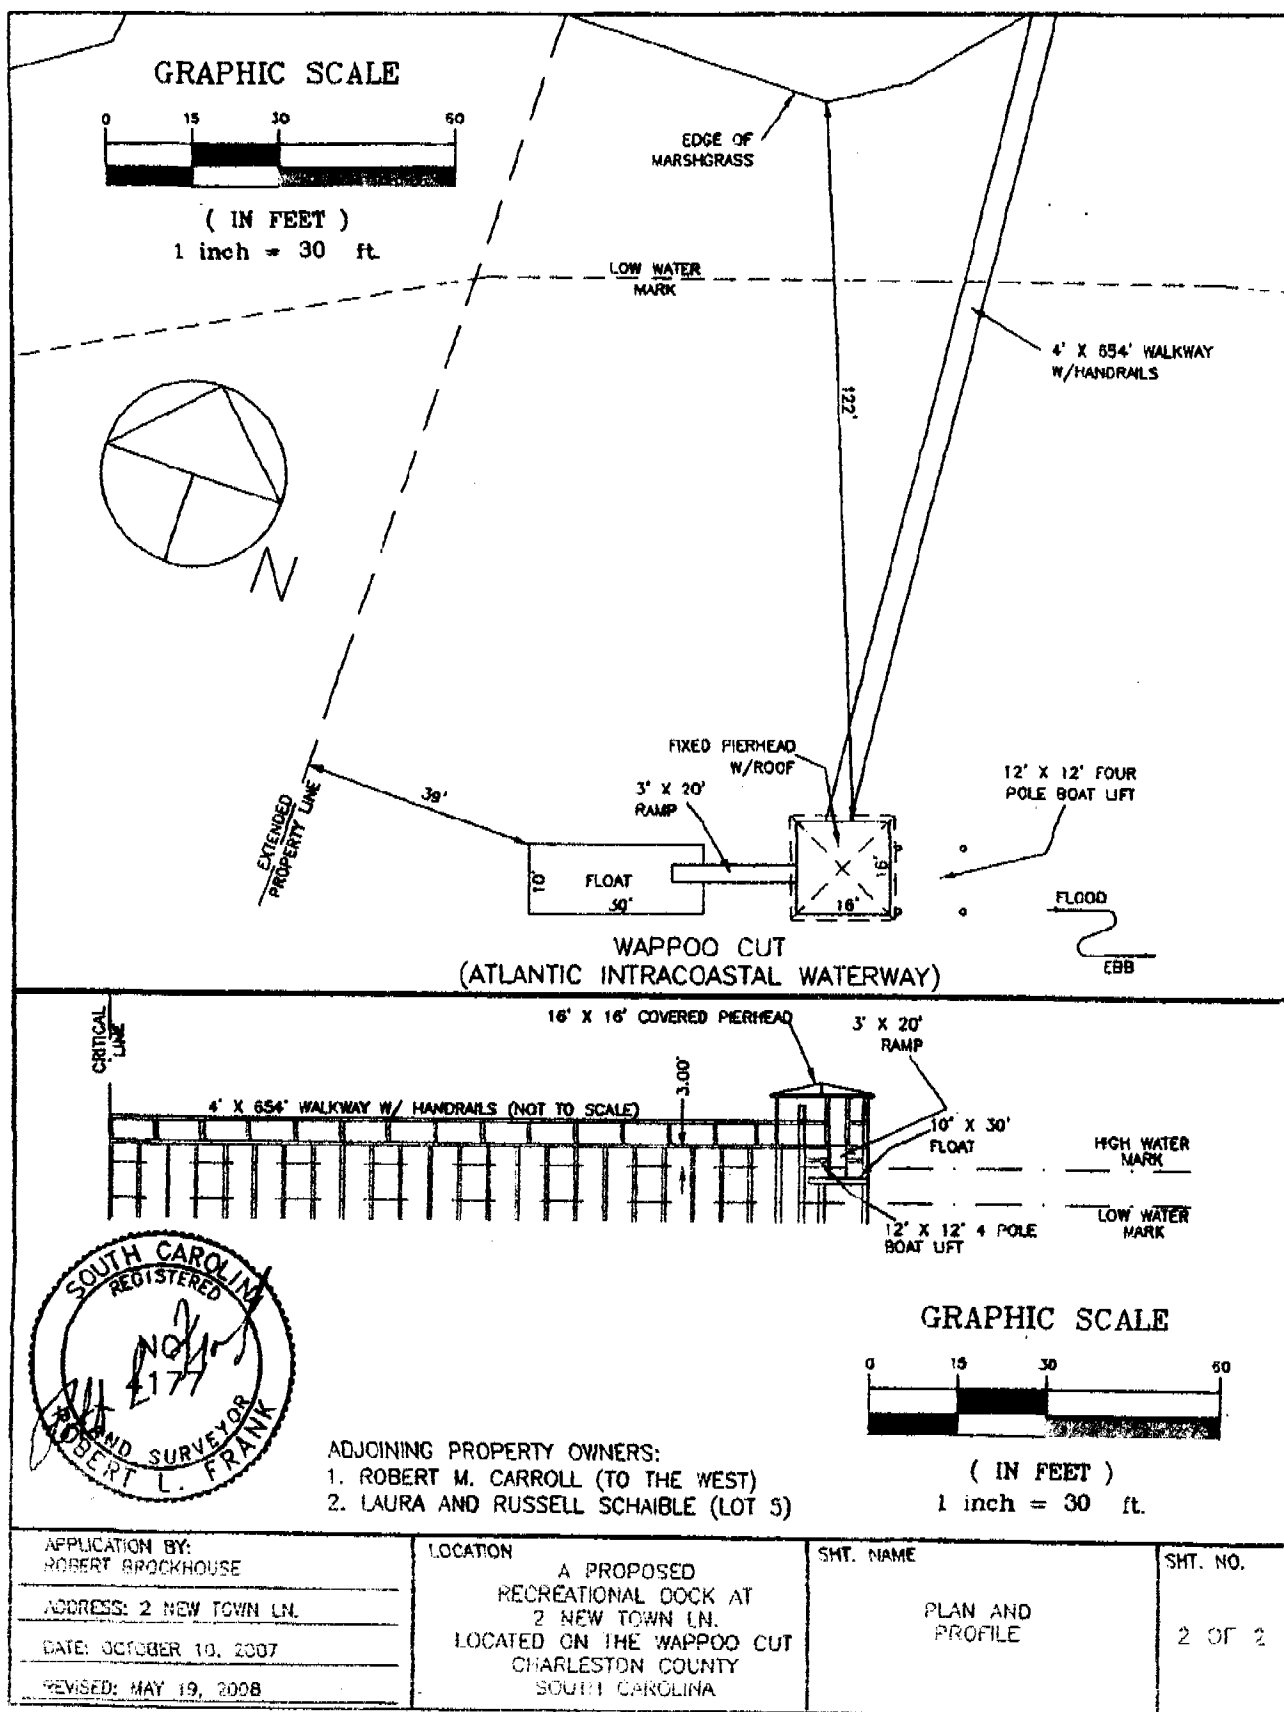 GRAPHIC SCALE
0 15 30 60
( IN FEET )
1 inch = 30 ft.
EDGE OF
MARSHGRASS
LOW WATER
MARK
4' X 654' WALKWAY
W/HANDRAILS
122'
N
FIXED PIERHEAD
W/ROOF
3' X 20'
RAMP
12' X 12' FOUR
POLE BOAT LIFT
39'
EXTENDED
PROPERTY LINE
10'
FLOAT
30'
16'
16'
FLOOD
EBB
WAPPOO CUT
(ATLANTIC INTRACOASTAL WATERWAY)
CRITICAL
LINE
16' X 16' COVERED PIERHEAD
3' X 20'
RAMP
3.00'
4' X 654' WALKWAY W/ HANDRAILS (NOT TO SCALE)
10' X 30'
FLOAT
HIGH WATER
MARK
LOW WATER
MARK
12' X 12' 4 POLE
BOAT LIFT
SOUTH CAROLINA
REGISTERED
NO.
4177
LAND SURVEYOR
ROBERT L. FRANK
GRAPHIC SCALE
0 15 30 60
( IN FEET )
1 inch = 30 ft.
ADJOINING PROPERTY OWNERS:
1. ROBERT M. CARROLL (TO THE WEST)
2. LAURA AND RUSSELL SCHAIBLE (LOT 5)
APPLICATION BY:
ROBERT BROCKHOUSE
ADDRESS: 2 NEW TOWN LN.
DATE: OCTOBER 10, 2007
REVISED: MAY 19, 2008
LOCATION
A PROPOSED
RECREATIONAL DOCK AT
2 NEW TOWN LN.
LOCATED ON THE WAPPOO CUT
CHARLESTON COUNTY
SOUTH CAROLINA
SHT. NAME
PLAN AND
PROFILE
SHT. NO.
2 OF 2